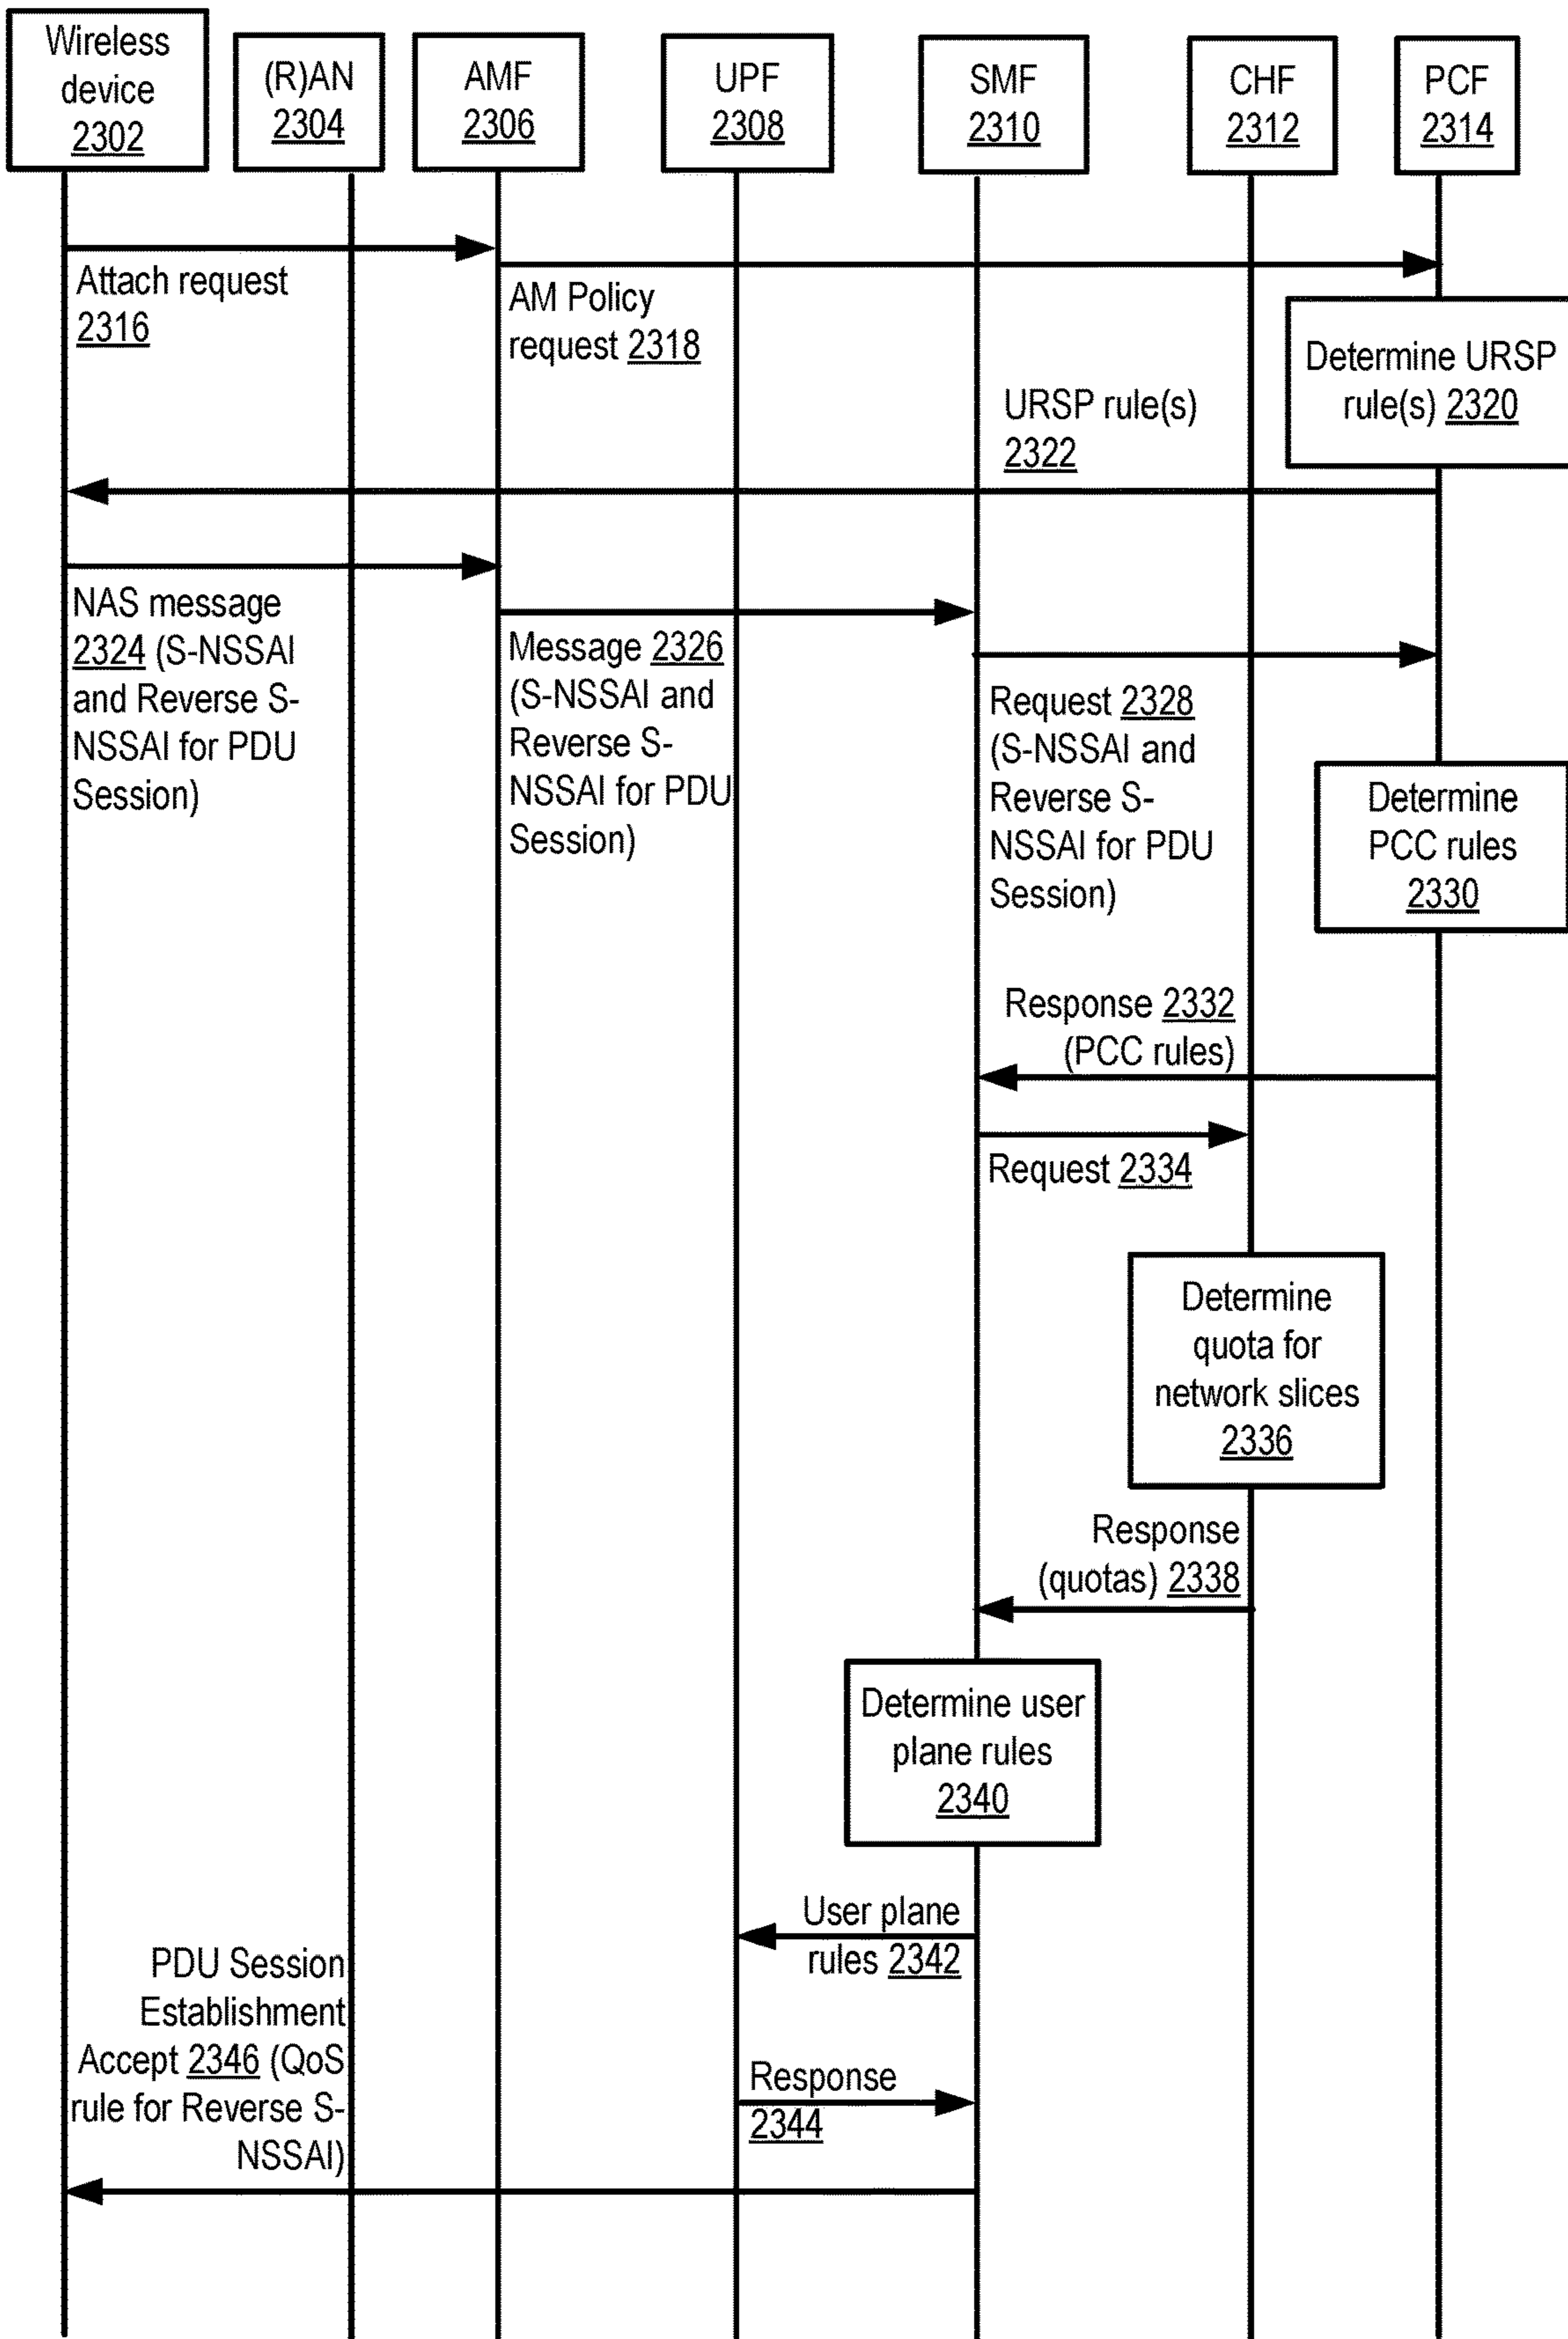 Wireless
device
2302
(R)AN
2304
AMF
2306
UPF
2308
SMF
2310
CHF
2312
PCF
2314
Attach request
2316
AM Policy
request 2318
Determine URSP
rule(s) 2320
URSP rule(s)
2322
NAS message
2324 (S-NSSAI
and Reverse S-
NSSAI for PDU
Session)
Message 2326
(S-NSSAI and
Reverse S-
NSSAI for PDU
Session)
Request 2328
(S-NSSAI and
Reverse S-
NSSAI for PDU
Session)
Determine
PCC rules
2330
Response 2332
(PCC rules)
Request 2334
Determine
quota for
network slices
2336
Response
(quotas) 2338
Determine user
plane rules
2340
User plane
rules 2342
Response
2344
PDU Session
Establishment
Accept 2346 (QoS
rule for Reverse S-
NSSAI)